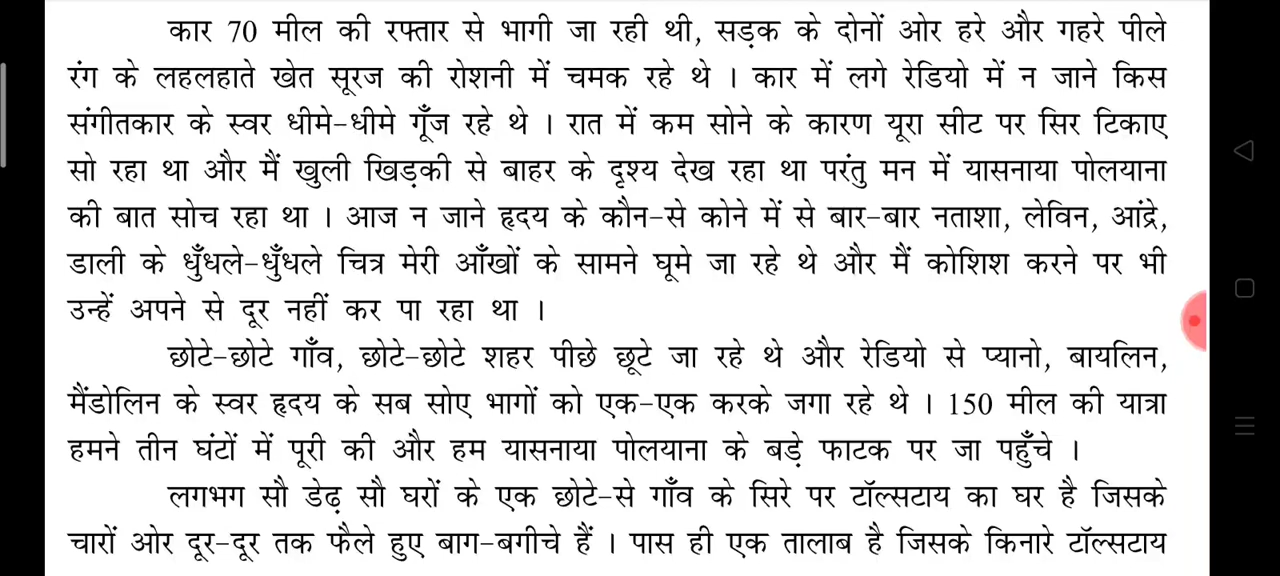 कार 70 मील की रफ्तार से भागी जा रही थी, सड़क के दोनों ओर हरे और गहरे पीले
रंग के लहलहाते खेत सूरज की रोशनी में चमक रहे थे । कार में लगे रेडियो में न जाने किस
संगीतकार के स्वर धीमे-धीमे गूँज रहे थे । रात में कम सोने के कारण यूरा सीट पर सिर टिकाए
सो रहा था और मैं खुली खिड़की से बाहर के दृश्य देख रहा था परंतु मन में यासनाया पोलयाना
की बात सोच रहा था । आज न जाने हृदय के कौन-से कोने में से बार-बार नताशा, लेविन, आंद्रे,
डाली के धुँधले-धुँधले चित्र मेरी आँखों के सामने घूमे जा रहे थे और मैं कोशिश करने पर भी
उन्हें अपने से दूर नहीं कर पा रहा था ।
छोटे-छोटे गाँव, छोटे-छोटे शहर पीछे छूटे जा रहे थे और रेडियो से प्यानो, बायलिन,
मैंडोलिन के स्वर हृदय के सब सोए भागों को एक-एक करके जगा रहे थे । 150 मील की यात्रा
हमने तीन घंटों में पूरी की और हम यासनाया पोलयाना के बड़े फाटक पर जा पहुँचे ।
लगभग सौ डेढ़ सौ घरों के एक छोटे-से गाँव के सिरे पर टॉल्सटाय का घर है जिसके
चारों ओर दूर-दूर तक फैले हुए बाग-बगीचे हैं । पास ही एक तालाब है जिसके किनारे टॉल्सटाय